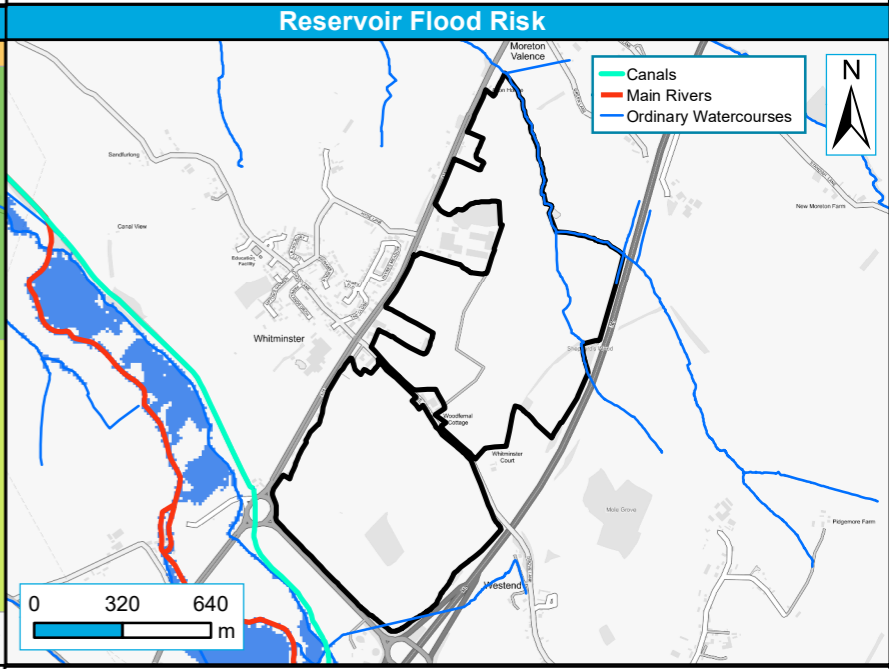 Reservoir Flood Risk
Moreton
Valence
Canals
Main Rivers
Ordinary Watercourses
N
Sandfurlong
New Moreton Farm
Canal View
Education
Facility
Whitminster
Woodfernal
Cottage
Whitminster
Court
Mole Grove
Pidgemore Farm
Westend
0 320 640
m